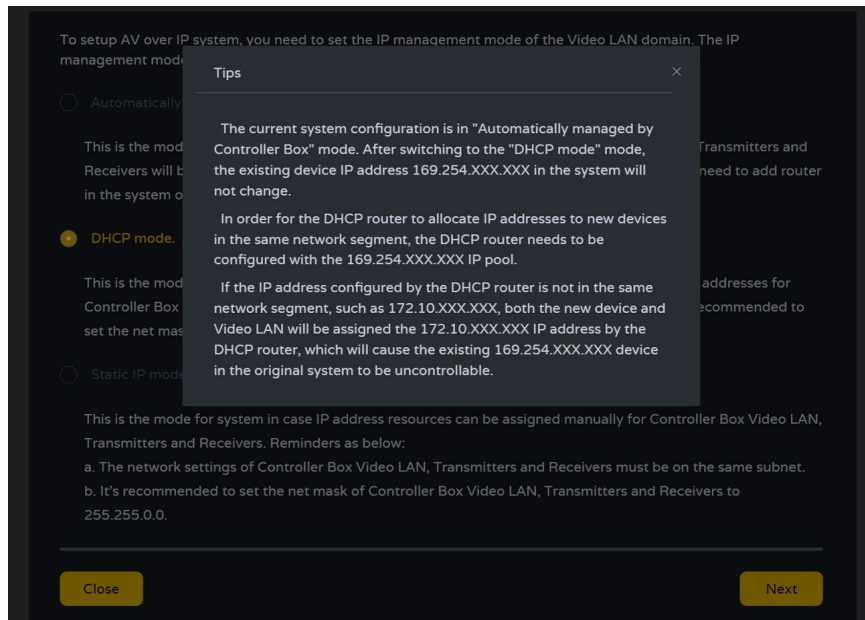 To setup AV over IP system, you need to set the IP management mode of the Video LAN domain. The IP
management mod
Tips
Automatically
The current system configuration is in "Automatically managed by
Controller Box" mode. After switching to the "DHCP mode" mode,
the existing device IP address 169.254.XXX.XXX in the system will
not change.
This is the mod Transmitters and
Receivers will b need to add router
in the system o
In order for the DHCP router to allocate IP addresses to new devices
in the same network segment, the DHCP router needs to be
configured with the 169.254.XXX.XXX IP pool.
DHCP mode.
If the IP address configured by the DHCP router is not in the same
network segment, such as 172.10.XXX.XXX, both the new device and
Video LAN will be assigned the 172.10.XXX.XXX IP address by the
DHCP router, which will cause the existing 169.254.XXX.XXX device
in the original system to be uncontrollable.
This is the mod addresses for
Controller Box ecommended to
set the net mas
Static IP mode
This is the mode for system in case IP address resources can be assigned manually for Controller Box Video LAN,
Transmitters and Receivers. Reminders as below:
a. The network settings of Controller Box Video LAN, Transmitters and Receivers must be on the same subnet.
b. It's recommended to set the net mask of Controller Box Video LAN, Transmitters and Receivers to
255.255.0.0.
Close
Next